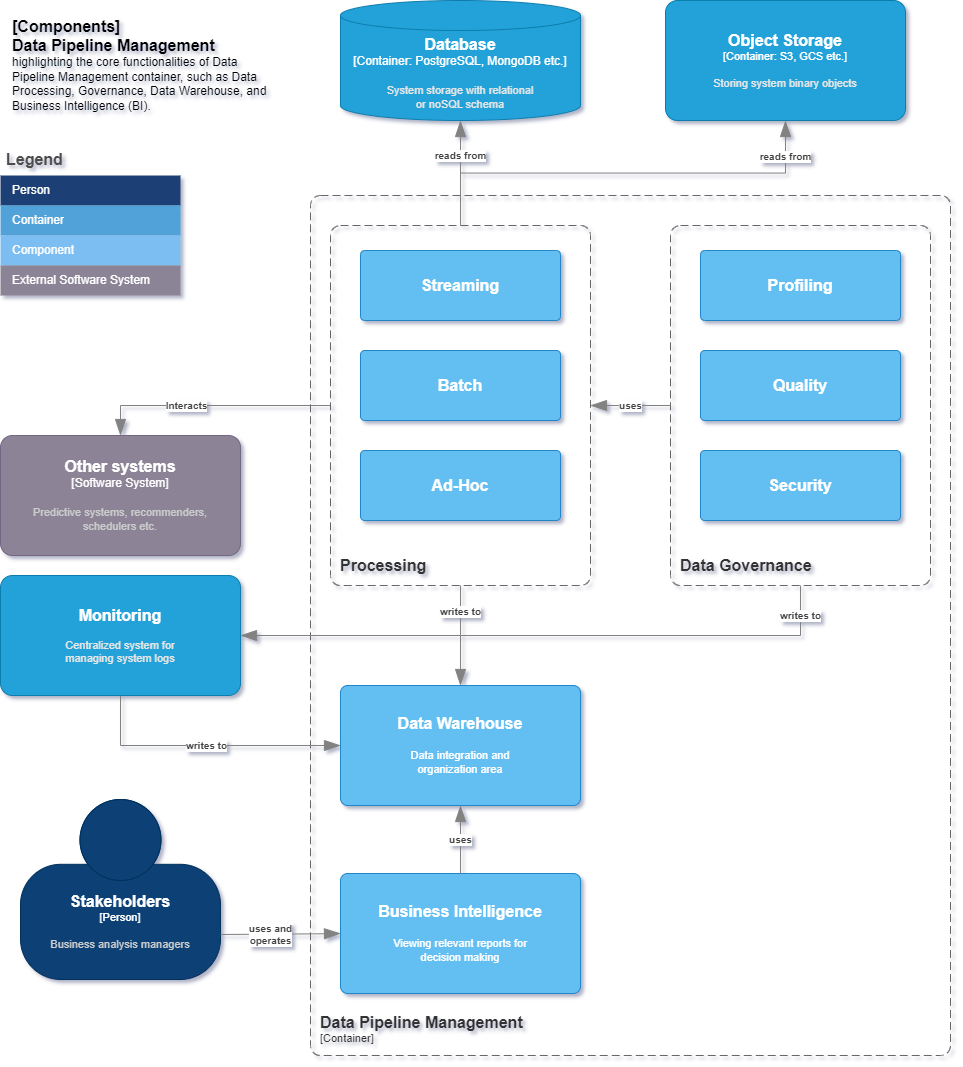 [Components]
Data Pipeline Management
highlighting the core functionalities of Data
Pipeline Management container, such as Data
Processing, Governance, Data Warehouse, and
Business Intelligence (BI).
Legend
Person
Container
Component
External Software System
Database
[Container: PostgreSQL, MongoDB etc.]
System storage with relational
or noSQL schema
Object Storage
[Container: S3, GCS etc.]
Storing system binary objects
reads from
reads from
Streaming
Batch
Ad-Hoc
Processing
Profiling
Quality
Security
Data Governance
Interacts
uses
Other systems
[Software System]
Predictive systems, recommenders,
schedulers etc.
writes to
writes to
Monitoring
Centralized system for
managing system logs
writes to
Data Warehouse
Data integration and
organization area
uses
Stakeholders
[Person]
Business analysis managers
uses and
operates
Business Intelligence
Viewing relevant reports for
decision making
Data Pipeline Management
[Container]